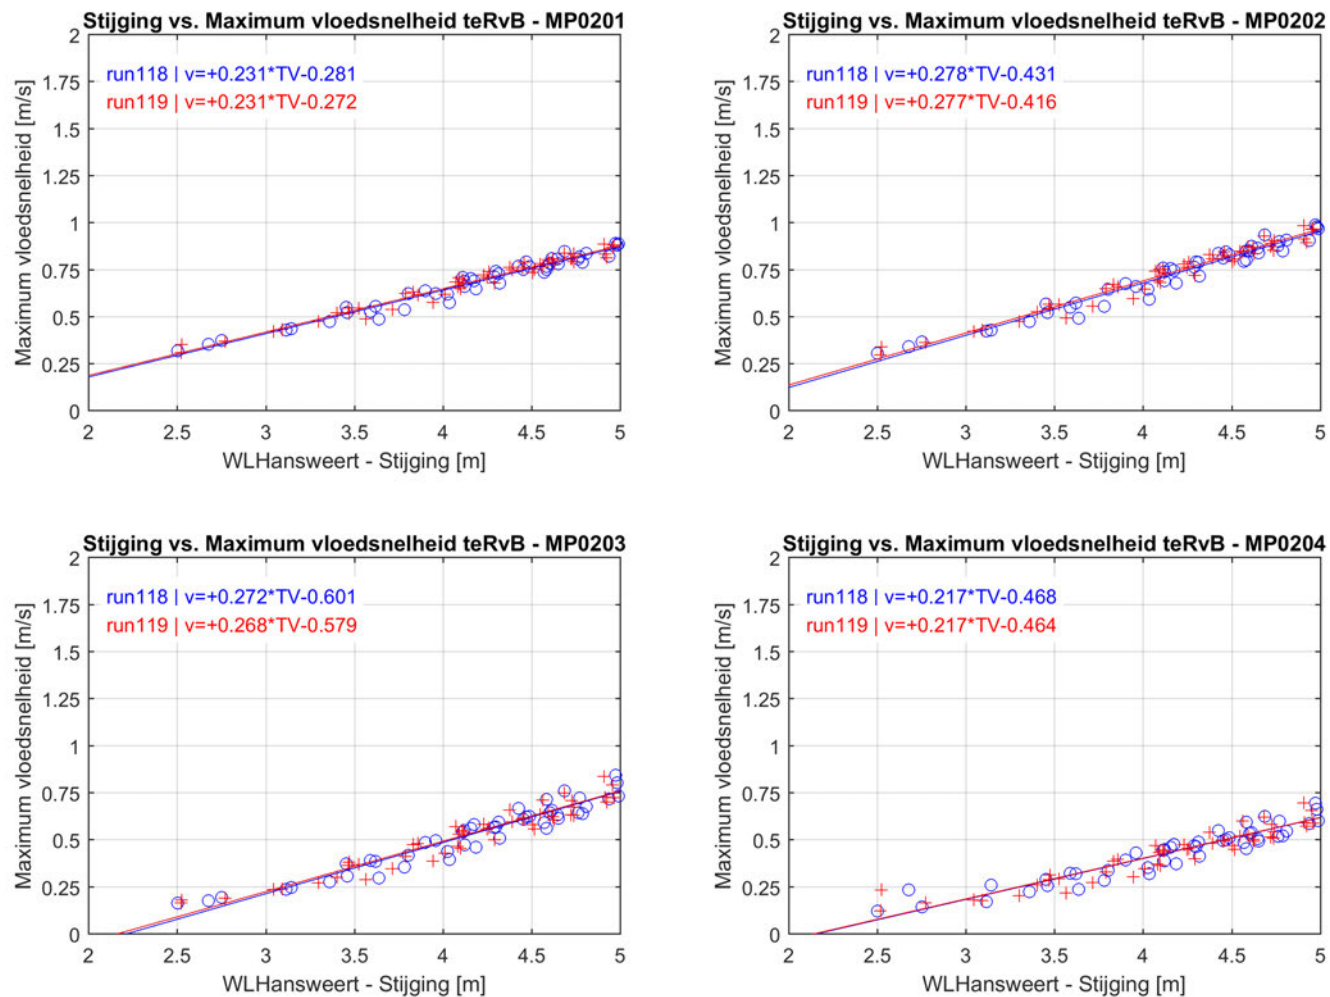 Stijging vs. Maximum vloedsnelheid teRvB - MP0201
2
1.75
1.5
1.25
1
0.75
0.5
0.25
0
Maximum vloedsnelheid [m/s]
run118 | v=+0.231*TV-0.281
run119 | v=+0.231*TV-0.272
2 2.5 3 3.5 4 4.5 5
WLHansweert - Stijging [m]
Stijging vs. Maximum vloedsnelheid teRvB - MP0202
2
1.75
1.5
1.25
1
0.75
0.5
0.25
0
Maximum vloedsnelheid [m/s]
run118 | v=+0.278*TV-0.431
run119 | v=+0.277*TV-0.416
2 2.5 3 3.5 4 4.5 5
WLHansweert - Stijging [m]
Stijging vs. Maximum vloedsnelheid teRvB - MP0203
2
1.75
1.5
1.25
1
0.75
0.5
0.25
0
Maximum vloedsnelheid [m/s]
run118 | v=+0.272*TV-0.601
run119 | v=+0.268*TV-0.579
2 2.5 3 3.5 4 4.5 5
WLHansweert - Stijging [m]
Stijging vs. Maximum vloedsnelheid teRvB - MP0204
2
1.75
1.5
1.25
1
0.75
0.5
0.25
0
Maximum vloedsnelheid [m/s]
run118 | v=+0.217*TV-0.468
run119 | v=+0.217*TV-0.464
2 2.5 3 3.5 4 4.5 5
WLHansweert - Stijging [m]